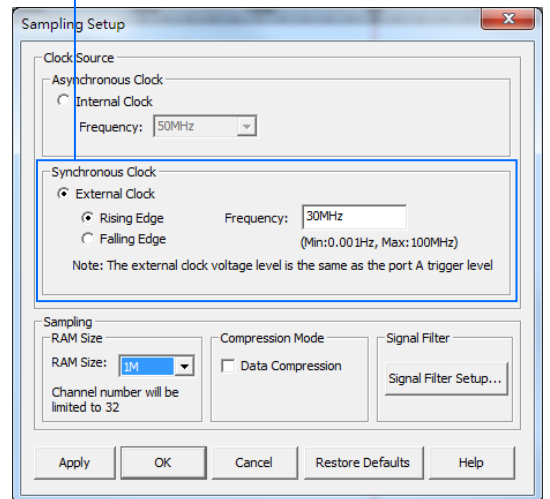 Sampling Setup
Clock Source
Asynchronous Clock
Internal Clock
Frequency: 50MHz
Synchronous Clock
External Clock
Rising Edge
Frequency: 30MHz
Falling Edge
(Min:0.001Hz, Max:100MHz)
Note: The external clock voltage level is the same as the port A trigger level
Sampling
RAM Size
RAM Size: 1M
Channel number will be
limited to 32
Compression Mode
Data Compression
Signal Filter
Signal Filter Setup...
Apply
OK
Cancel
Restore Defaults
Help